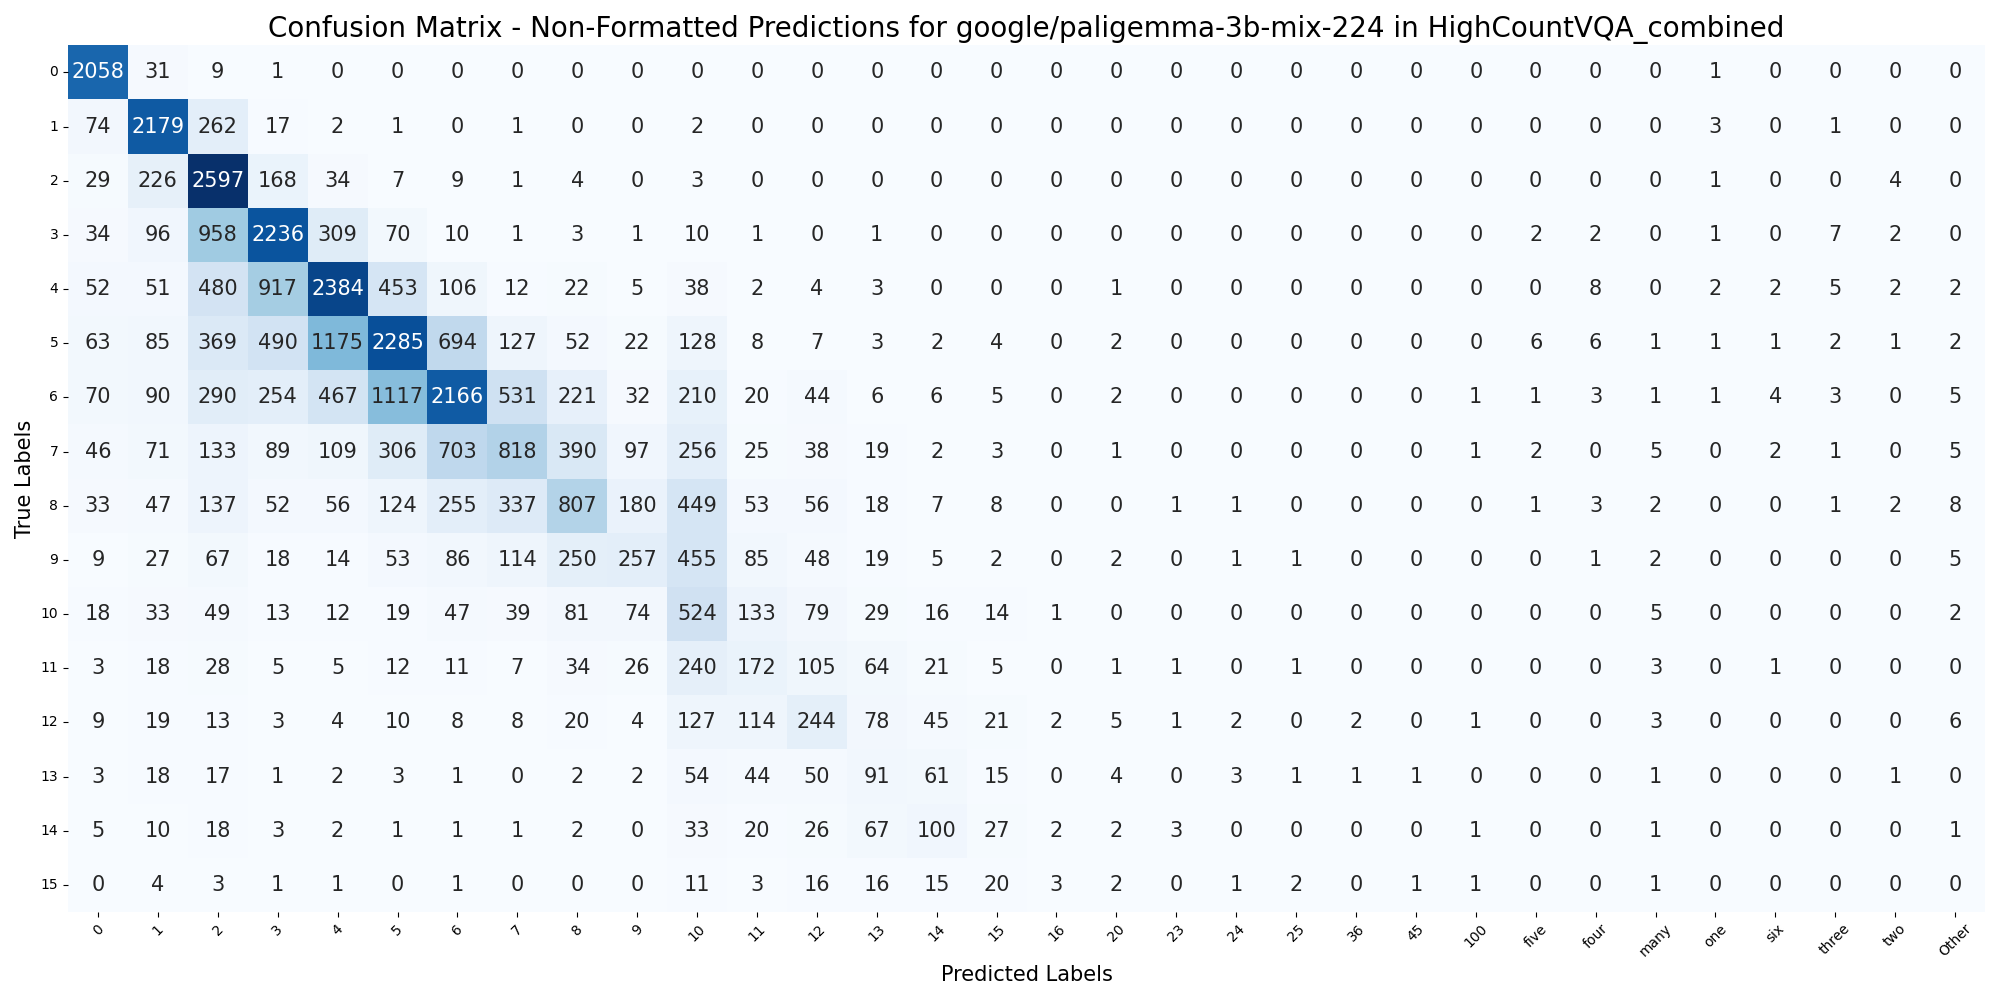 Confusion Matrix - Non-Formatted Predictions for google/paligemma-3b-mix-224 in HighCountVQA_combined
0 2058 31 9 1 0 0 0 0 0 0 0 0 0 0 0 0 0 0 0 0 0 0 0 0 0 0 0 1 0 0 0 0
1 74 2179 262 17 2 1 0 1 0 0 2 0 0 0 0 0 0 0 0 0 0 0 0 0 0 0 0 3 0 1 0 0
2 29 226 2597 168 34 7 9 1 4 0 3 0 0 0 0 0 0 0 0 0 0 0 0 0 0 0 0 1 0 0 4 0
3 34 96 958 2236 309 70 10 1 3 1 10 1 0 1 0 0 0 0 0 0 0 0 0 0 2 2 0 1 0 7 2 0
4 52 51 480 917 2384 453 106 12 22 5 38 2 4 3 0 0 0 1 0 0 0 0 0 0 0 8 0 2 2 5 2 2
5 63 85 369 490 1175 2285 694 127 52 22 128 8 7 3 2 4 0 2 0 0 0 0 0 0 6 6 1 1 1 2 1 2
6 70 90 290 254 467 1117 2166 531 221 32 210 20 44 6 6 5 0 2 0 0 0 0 0 1 1 3 1 1 4 3 0 5
7 46 71 133 89 109 306 703 818 390 97 256 25 38 19 2 3 0 1 0 0 0 0 0 1 2 0 5 0 2 1 0 5
8 33 47 137 52 56 124 255 337 807 180 449 53 56 18 7 8 0 0 1 1 0 0 0 0 1 3 2 0 0 1 2 8
9 9 27 67 18 14 53 86 114 250 257 455 85 48 19 5 2 0 2 0 1 1 0 0 0 0 1 2 0 0 0 0 5
10 18 33 49 13 12 19 47 39 81 74 524 133 79 29 16 14 1 0 0 0 0 0 0 0 0 0 5 0 0 0 0 2
11 3 18 28 5 5 12 11 7 34 26 240 172 105 64 21 5 0 1 1 0 1 0 0 0 0 0 3 0 1 0 0 0
12 9 19 13 3 4 10 8 8 20 4 127 114 244 78 45 21 2 5 1 2 0 2 0 1 0 0 3 0 0 0 0 6
13 3 18 17 1 2 3 1 0 2 2 54 44 50 91 61 15 0 4 0 3 1 1 1 0 0 0 1 0 0 0 1 0
14 5 10 18 3 2 1 1 1 2 0 33 20 26 67 100 27 2 2 3 0 0 0 0 1 0 0 1 0 0 0 0 1
15 0 4 3 1 1 0 1 0 0 0 11 3 16 16 15 20 3 2 0 1 2 0 1 1 0 0 1 0 0 0 0 0
True Labels
0 1 2 3 4 5 6 7 8 9 10 11 12 13 14 15 16 20 23 24 25 36 45 100 five four many one six three two Other
Predicted Labels